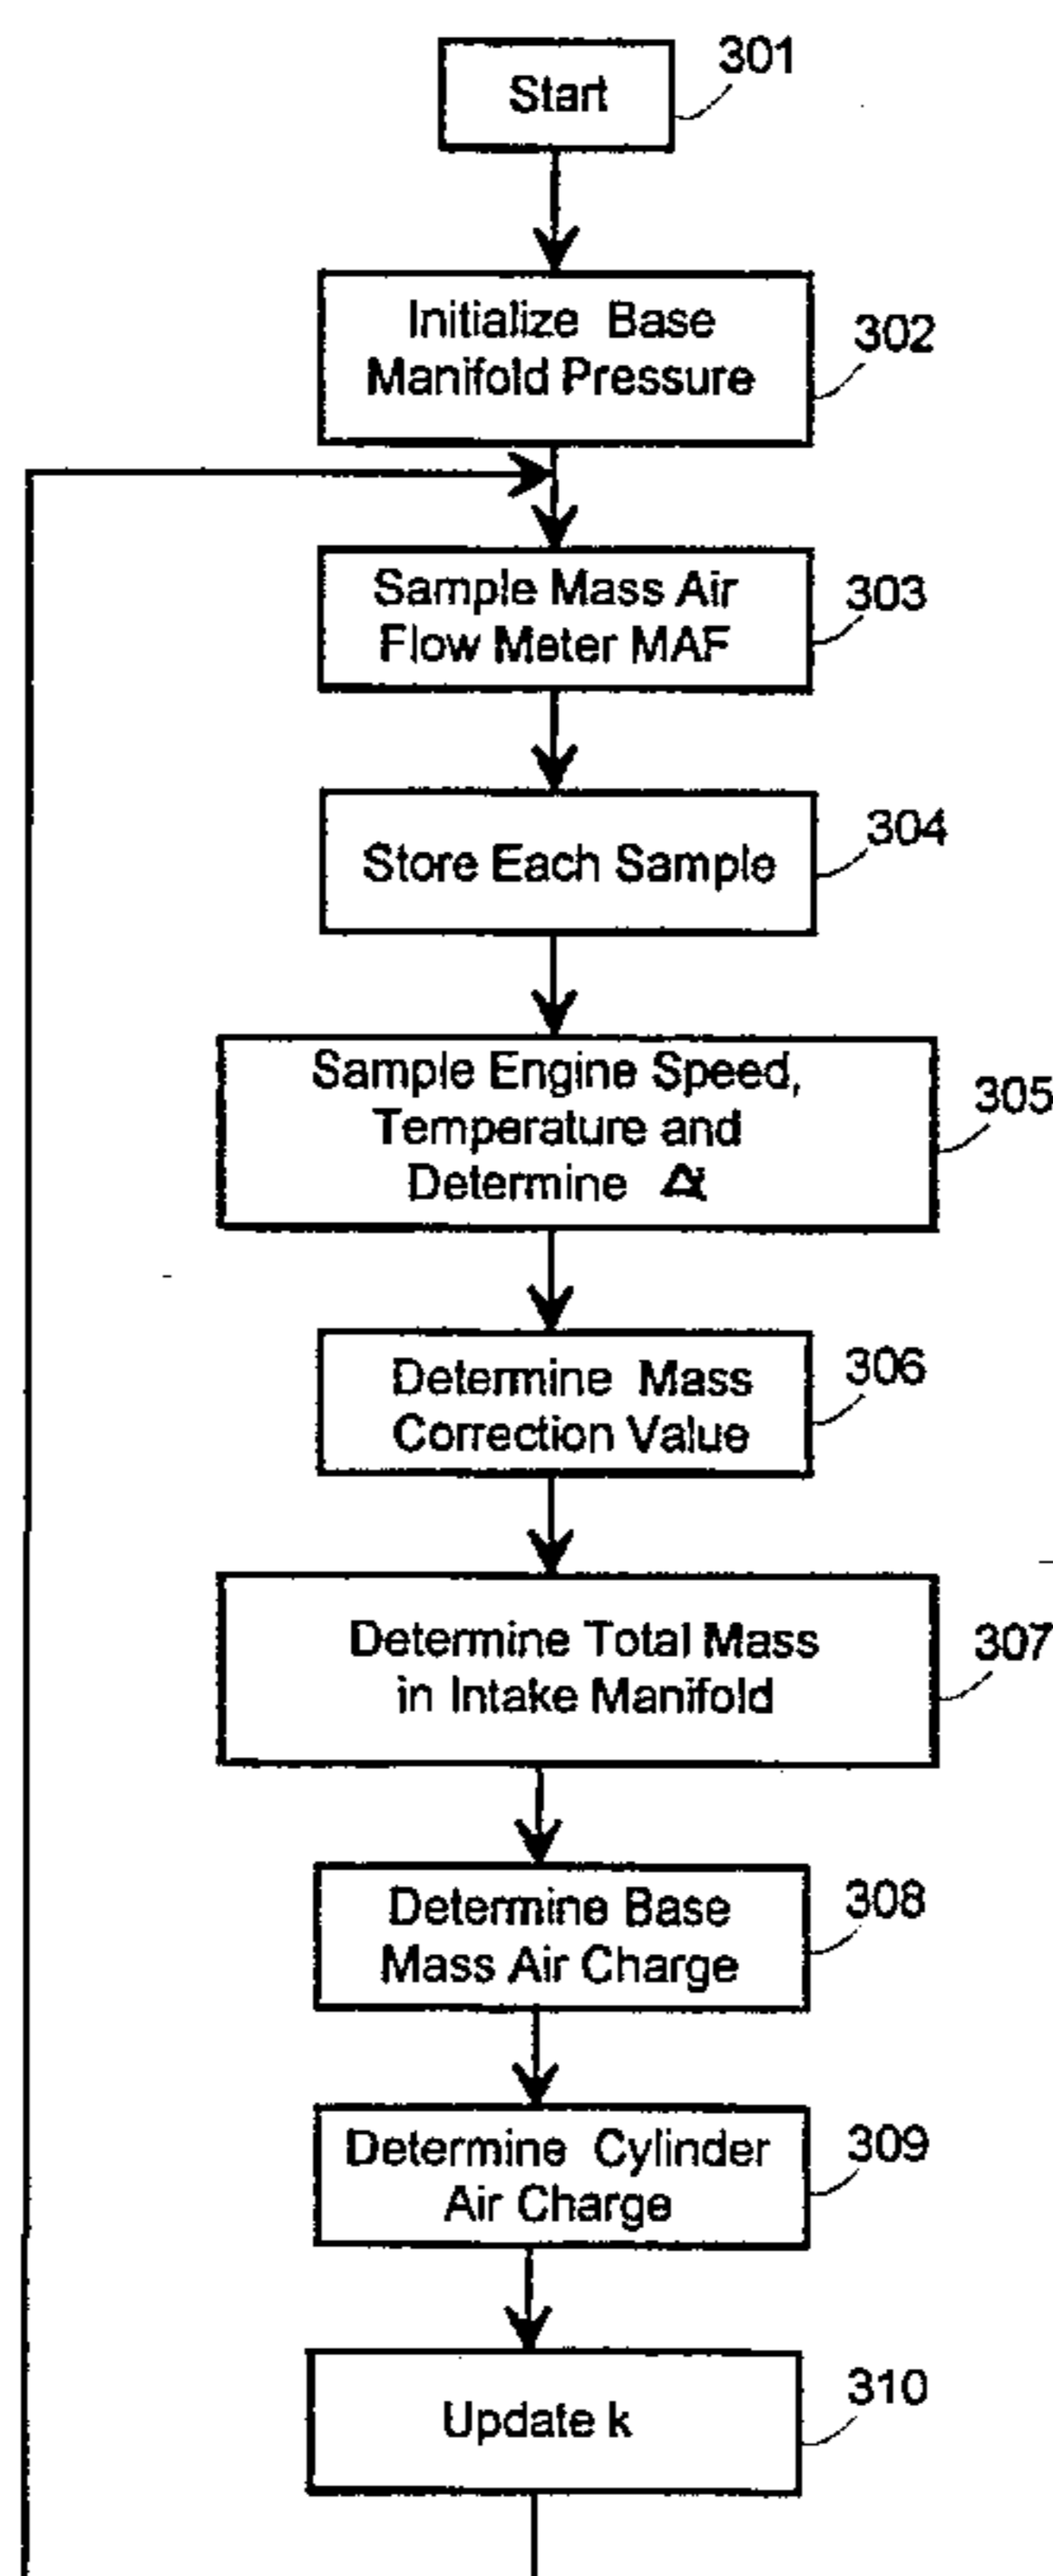 Start
301
Initialize Base
Manifold Pressure
302
Sample Mass Air
Flow Meter MAF
303
Store Each Sample
304
Sample Engine Speed,
Temperature and
Determine
305
Determine Mass
Correction Value
306
Determine Total Mass
in Intake Manifold
307
Determine Base
Mass Air Charge
308
Determine Cylinder
Air Charge
309
Update k
310